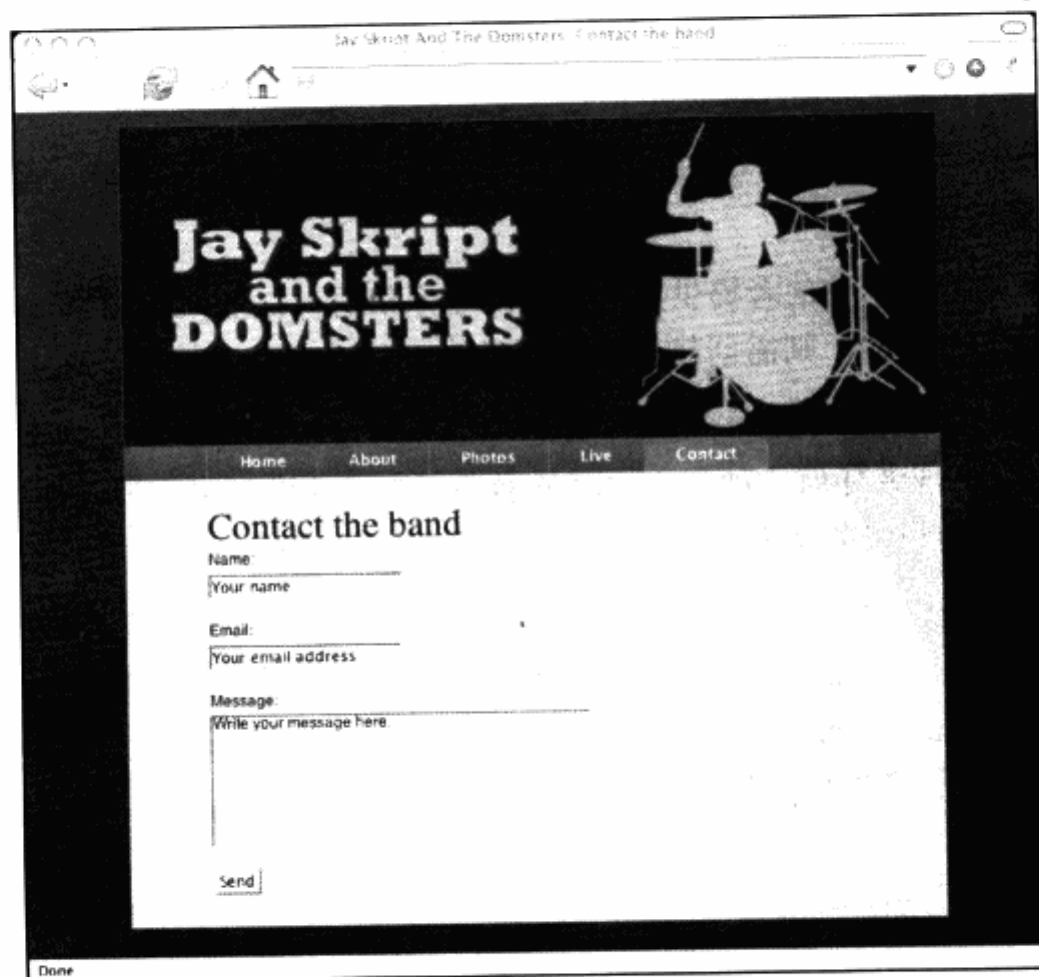 Jay Skript And The Domsters: Contact the band
Jay Skript
and the
DOMSTERS
Home About Photos Live Contact
Contact the band
Name:
Your name
Email:
Your email address
Message:
Write your message here.
Send
Done